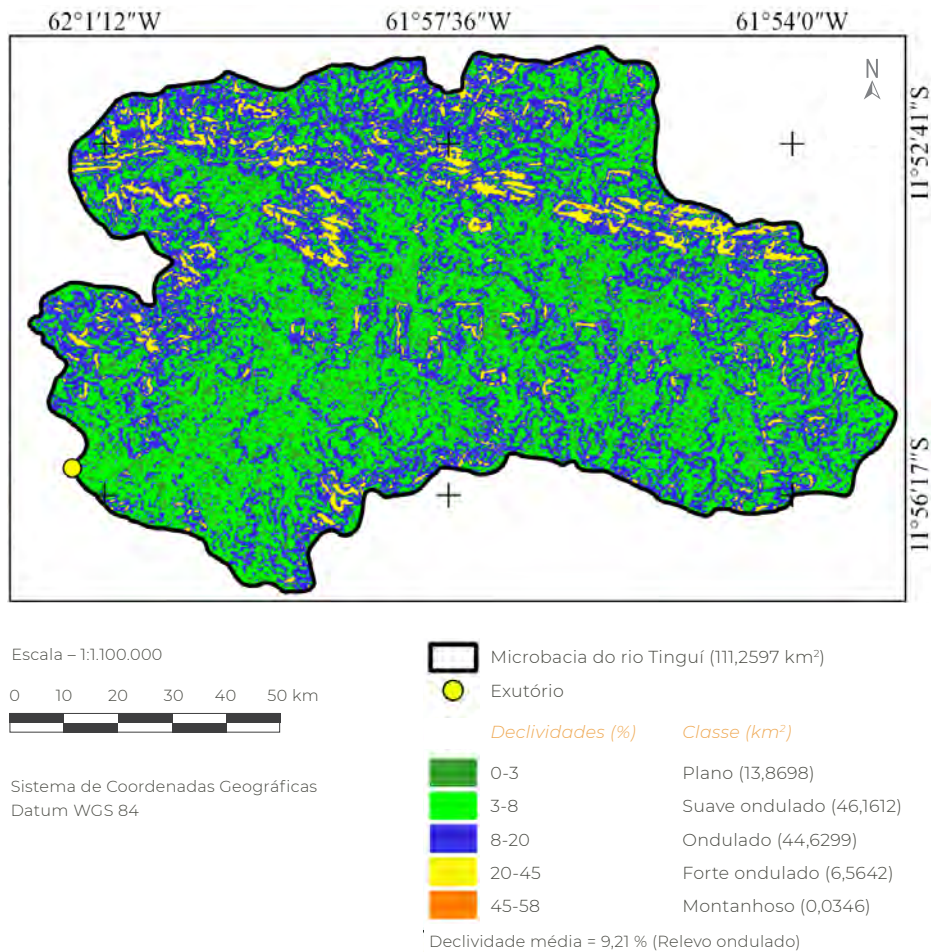 62°1'12"W 61°57'36"W 61°54'0"W
N
11°52'41"S
11°56'17"S
Escala – 1:1.100.000
0 10 20 30 40 50 km
Sistema de Coordenadas Geográficas
Datum WGS 84
Microbacia do rio Tinguí (111,2597 km²)
Exutório
Declividades (%) Classe (km²)
0-3 Plano (13,8698)
3-8 Suave ondulado (46,1612)
8-20 Ondulado (44,6299)
20-45 Forte ondulado (6,5642)
45-58 Montanhoso (0,0346)
Declividade média = 9,21 % (Relevo ondulado)